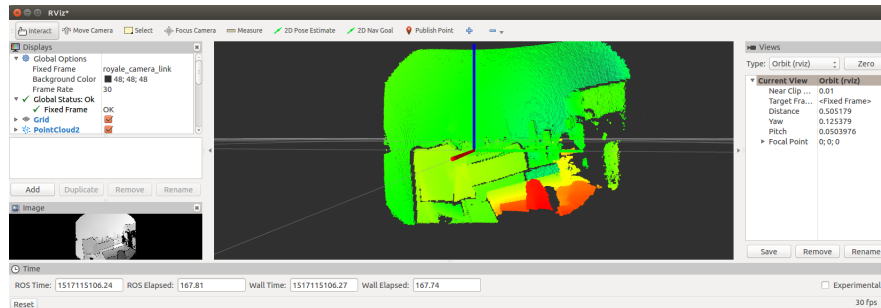 RViz*
Interact Move Camera Select Focus Camera Measure 2D Pose Estimate 2D Nav Goal Publish Point
Displays
Global Options
Fixed Frame royale_camera_link
Background Color 48; 48; 48
Frame Rate 30
Global Status: Ok
Fixed Frame OK
Grid
PointCloud2
Add Duplicate Remove Rename
Image
Views
Type: Orbit (rviz) Zero
Current View Orbit (rviz)
Near Clip ... 0.01
Target Fra... <Fixed Frame>
Distance 0.505179
Yaw 0.125379
Pitch 0.0503976
Focal Point 0; 0; 0
Save Remove Rename
Time
ROS Time: 1517115106.24 ROS Elapsed: 167.81 Wall Time: 1517115106.27 Wall Elapsed: 167.74 Experimental
Reset 30 fps